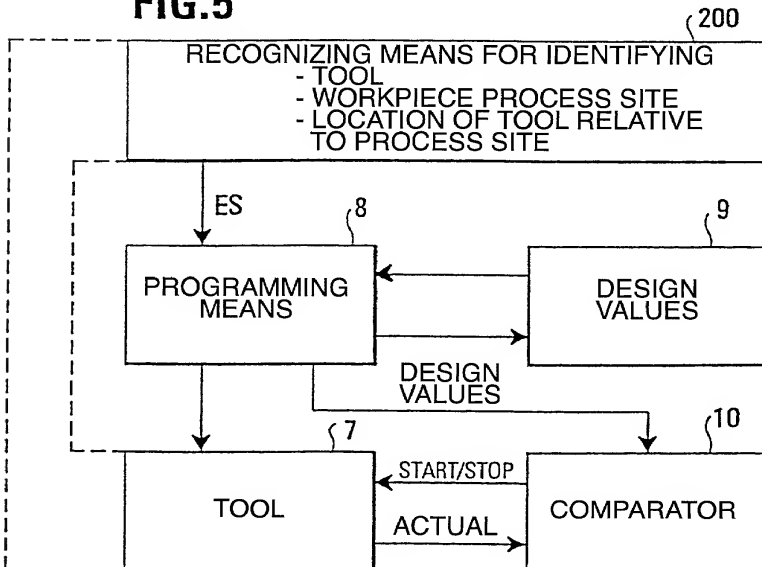 FIG.5
200
RECOGNIZING MEANS FOR IDENTIFYING
- TOOL
- WORKPIECE PROCESS SITE
- LOCATION OF TOOL RELATIVE
TO PROCESS SITE
ES
8
9
PROGRAMMING
MEANS
DESIGN
VALUES
DESIGN
VALUES
7
10
TOOL
START/STOP
ACTUAL
COMPARATOR